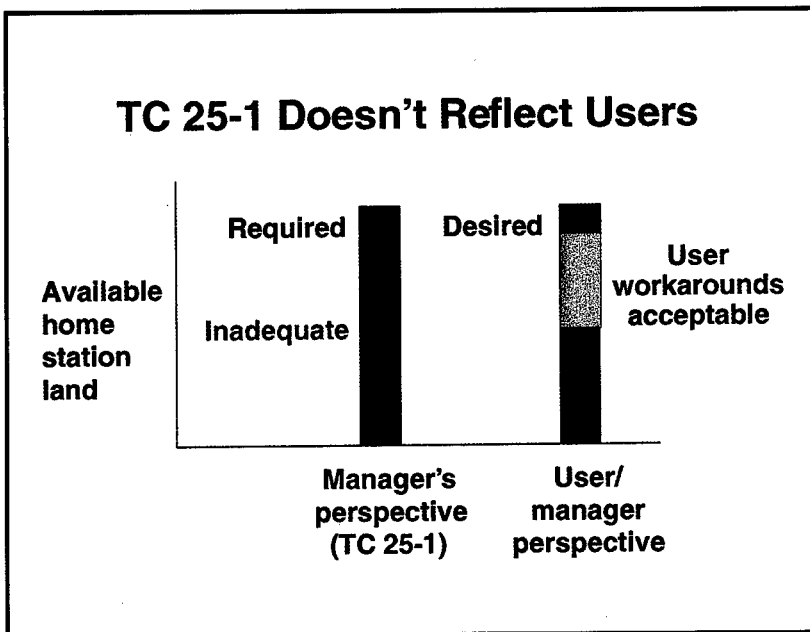 TC 25-1 Doesn't Reflect Users
Available
home
station
land
Required
Inadequate
Desired
User
workarounds
acceptable
Manager's
perspective
(TC 25-1)
User/
manager
perspective